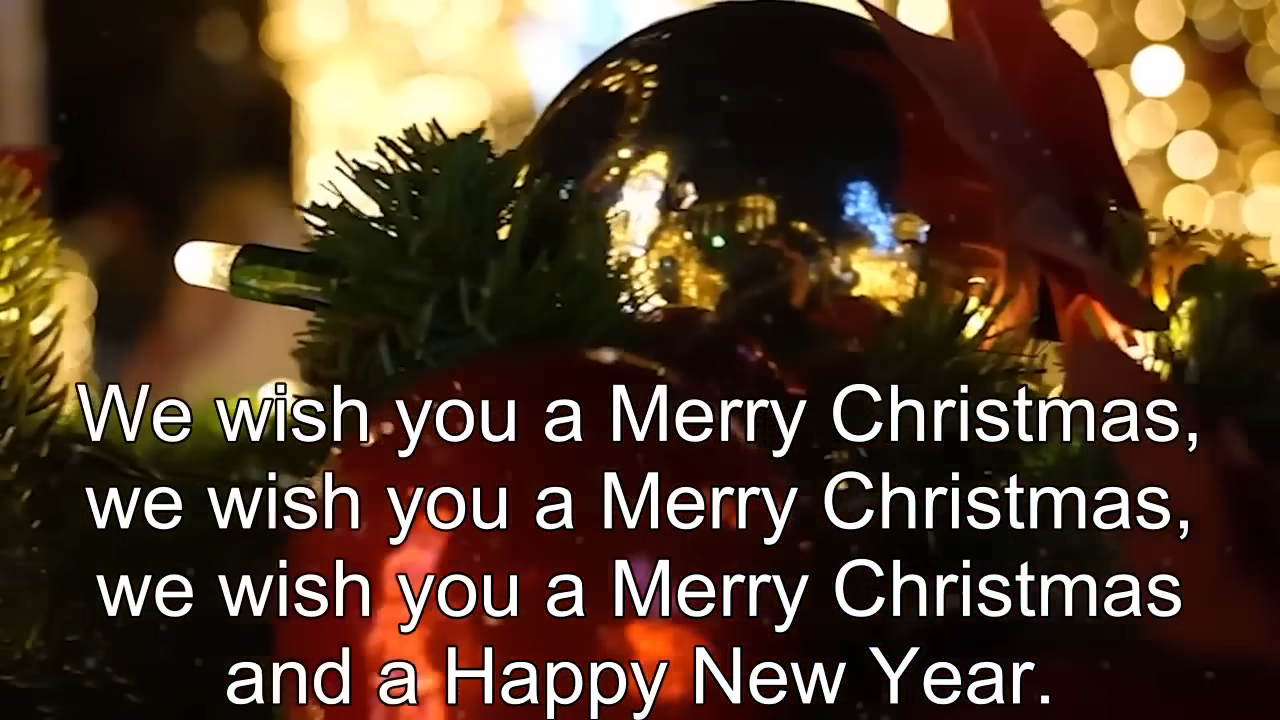 We wish you a Merry Christmas,
we wish you a Merry Christmas,
we wish you a Merry Christmas
and a Happy New Year.